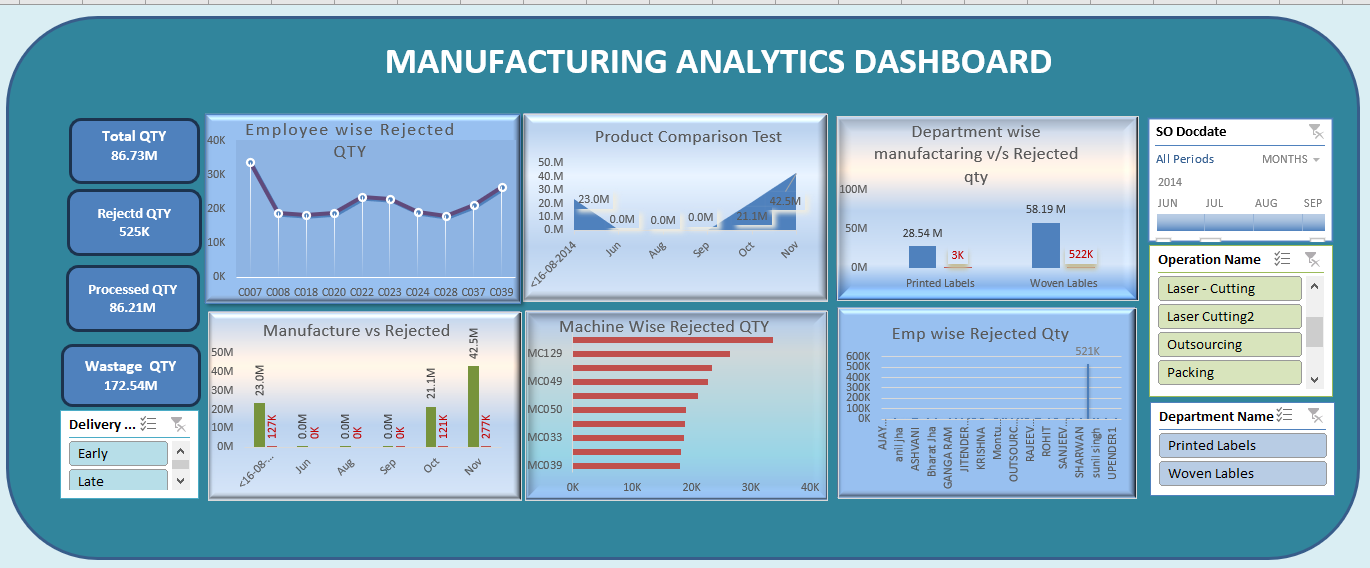 MANUFACTURING ANALYTICS DASHBOARD
Total QTY
86.73M
Rejectd QTY
525K
Processed QTY
86.21M
Wastage QTY
172.54M
Delivery ...
Early
Late
Employee wise Rejected
QTY
40K
30K
20K
10K
0K
C007 C008 C018 C020 C022 C023 C024 C028 C037 C039
Product Comparison Test
50.M
40.M
30.M
20.M
10.M
0.M
23.0M 0.0M 0.0M 0.0M 21.1M 42.5M
<16-08-2014 Jun Aug Sep Oct Nov
Department wise
manufactaring v/s Rejected
qty
100M
50M
0M
28.54 M 3K 58.19 M 522K
Printed Labels Woven Lables
SO Docdate
All Periods MONTHS
2014
JUN JUL AUG SEP
Operation Name
Laser - Cutting
Laser Cutting2
Outsourcing
Packing
Department Name
Printed Labels
Woven Lables
Manufacture vs Rejected
50M
40M
30M
20M
10M
0M
23.0M 127K 0.0M 0K 0.0M 0K 0.0M 0K 21.1M 121K 42.5M 277K
<16-08-... Jun Aug Sep Oct Nov
Machine Wise Rejected QTY
MC129
MC049
MC050
MC033
MC039
0K 10K 20K 30K 40K
Emp wise Rejected Qty
600K
500K
400K
300K
200K
100K
0K
521K
AJAY... anil jha ASHVANI Bharat Jha GANGA RAM JITENDER... KRISHNA Montu... OUTSOURC... RAJEEV... ROHIT SANJEEV... SHARWAN sunil singh UPENDER1